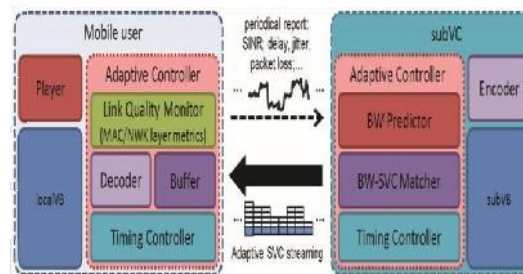 Mobile user
Player
localVB
Adaptive Controller
Link Quality Monitor
(MAC/NWK layer metrics)
Decoder
Buffer
Timing Controller
periodical report:
SINR, delay, jitter,
packet loss,...
...
...
...
...
Adaptive SVC streaming
subVC
Adaptive Controller
BW Predictor
BW-SVC Matcher
Timing Controller
Encoder
subVB